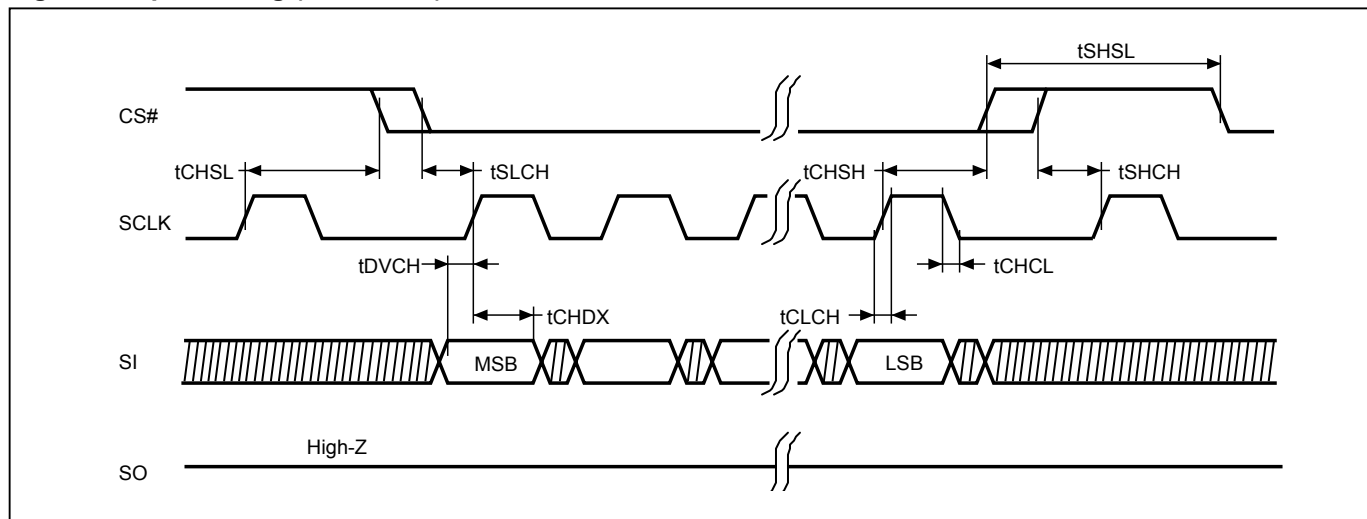 tSHSL
CS#
tCHSL
tSLCH
tCHSH
tSHCH
SCLK
tDVCH
tCHCL
tCHDX
tCLCH
SI
MSB
LSB
High-Z
SO